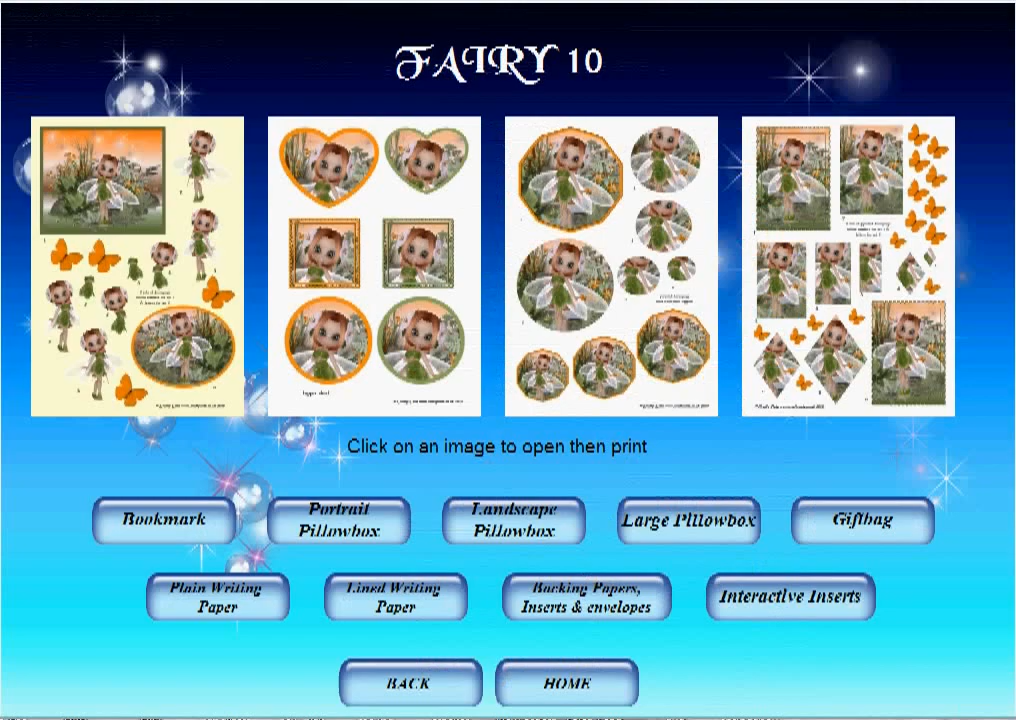 FAIRY 10
Click on an image to open then print
Bookmark
Portrait
Pillowbox
Landscape
Pillowbox
Large Pillowbox
Giftbag
Plain Writing
Paper
Lined Writing
Paper
Backing Papers,
Inserts & envelopes
Interactive Inserts
BACK
HOME